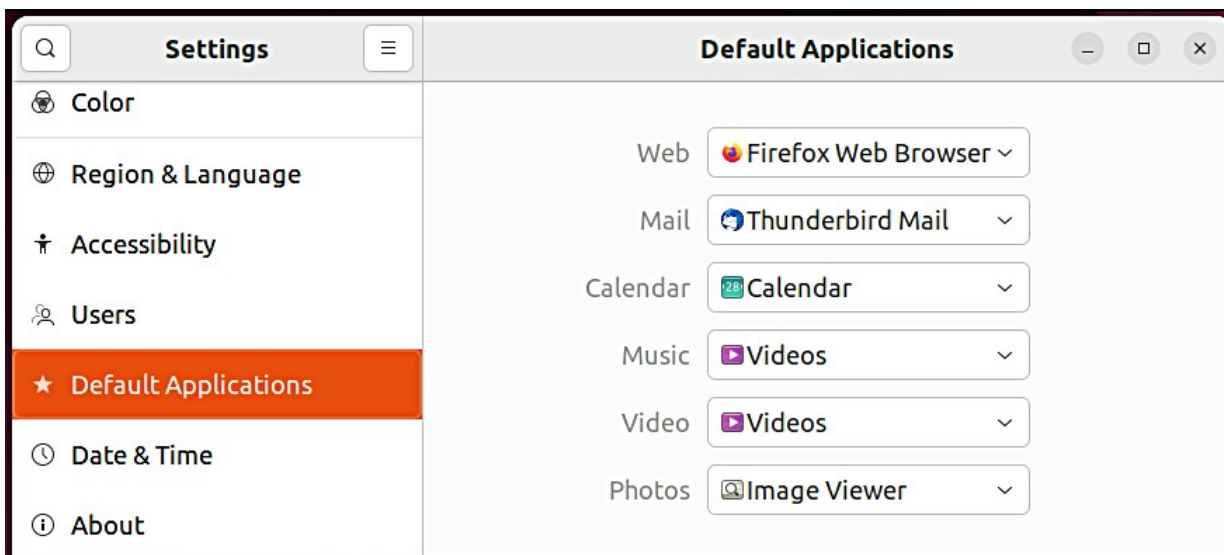 Settings
Default Applications
Color
Region & Language
Accessibility
Users
Default Applications
Date & Time
About
Web Firefox Web Browser
Mail Thunderbird Mail
Calendar 28 Calendar
Music Videos
Video Videos
Photos Image Viewer